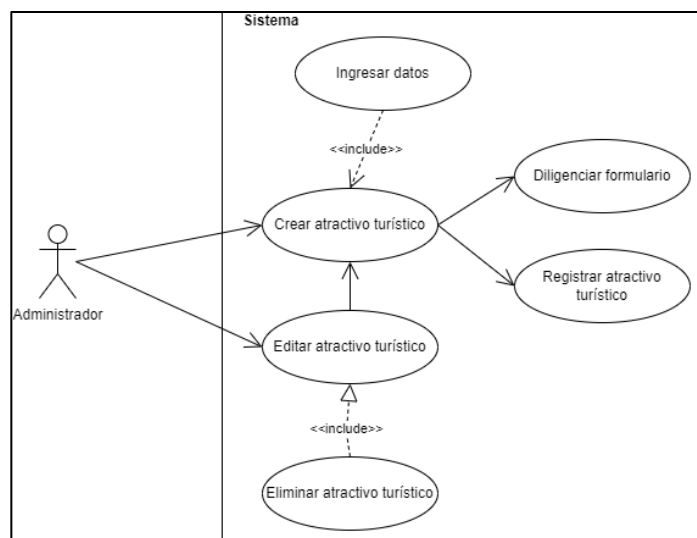 Sistema
Ingresar datos
<<include>>
Diligenciar formulario
Crear atractivo turístico
Registrar atractivo
turístico
Administrador
Editar atractivo turístico
<<include>>
Eliminar atractivo turístico